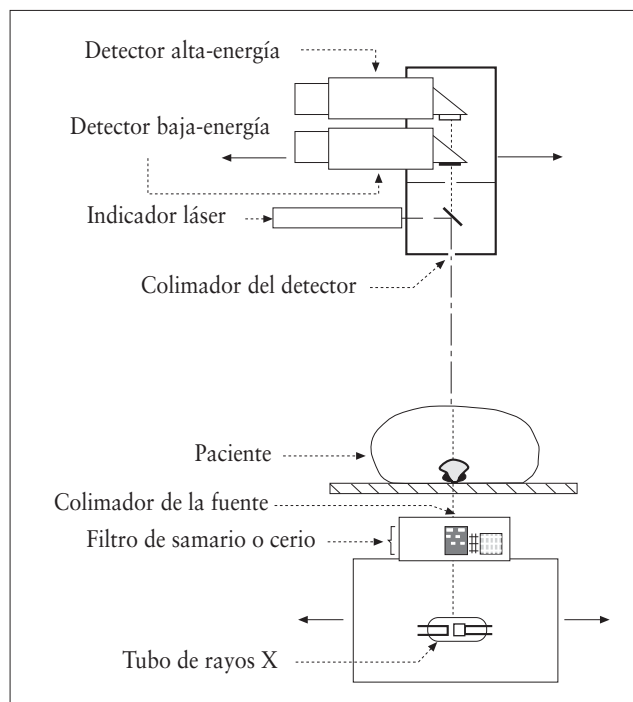 Detector alta-energía
Detector baja-energía
Indicador láser
Colimador del detector
Paciente
Colimador de la fuente
Filtro de samario o cerio
Tubo de rayos X